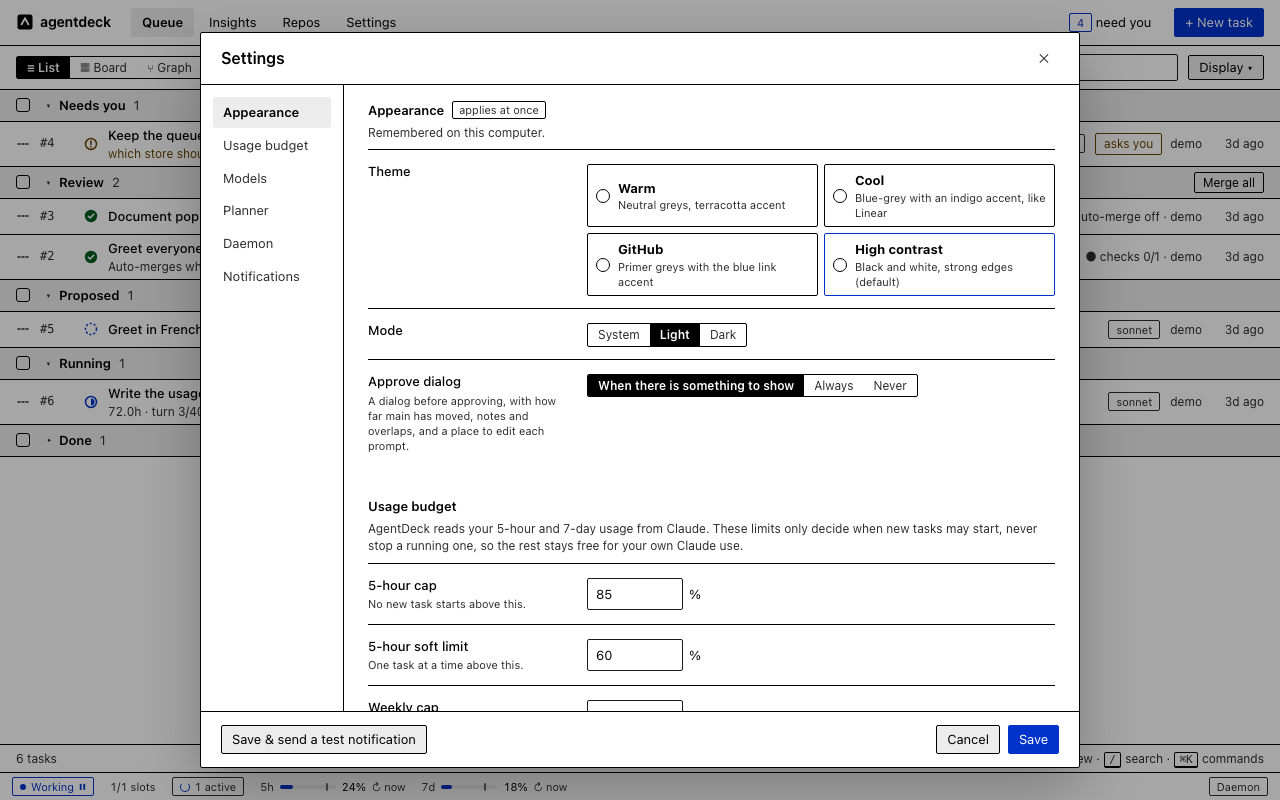 agentdeck Queue Insights Repos Settings 4 need you + New task
Settings
List Board Graph Display
Needs you 1
#4 Keep the queue
which store shou
asks you demo 3d ago
Review 2
Merge all
#3 Document pop
uto-merge off · demo 3d ago
#2 Greet everyone
Auto-merges wh
checks 0/1 · demo 3d ago
Proposed 1
#5 Greet in French
sonnet demo 3d ago
Running 1
#6 Write the usage
72.0h · turn 3/40
sonnet demo 3d ago
Done 1
Appearance
Usage budget
Models
Planner
Daemon
Notifications
Appearance applies at once
Remembered on this computer.
Theme
Warm
Neutral greys, terracotta accent
Cool
Blue-grey with an indigo accent, like
Linear
GitHub
Primer greys with the blue link
accent
High contrast
Black and white, strong edges
(default)
Mode
System Light Dark
Approve dialog
A dialog before approving, with how
far main has moved, notes and
overlaps, and a place to edit each
prompt.
When there is something to show Always Never
Usage budget
AgentDeck reads your 5-hour and 7-day usage from Claude. These limits only decide when new tasks may start, never
stop a running one, so the rest stays free for your own Claude use.
5-hour cap
No new task starts above this.
85 %
5-hour soft limit
One task at a time above this.
60 %
Weekly cap
Save & send a test notification Cancel Save
6 tasks
ew · / search · ⌘K commands
Working 1/1 slots 1 active 5h 24% now 7d 18% now Daemon